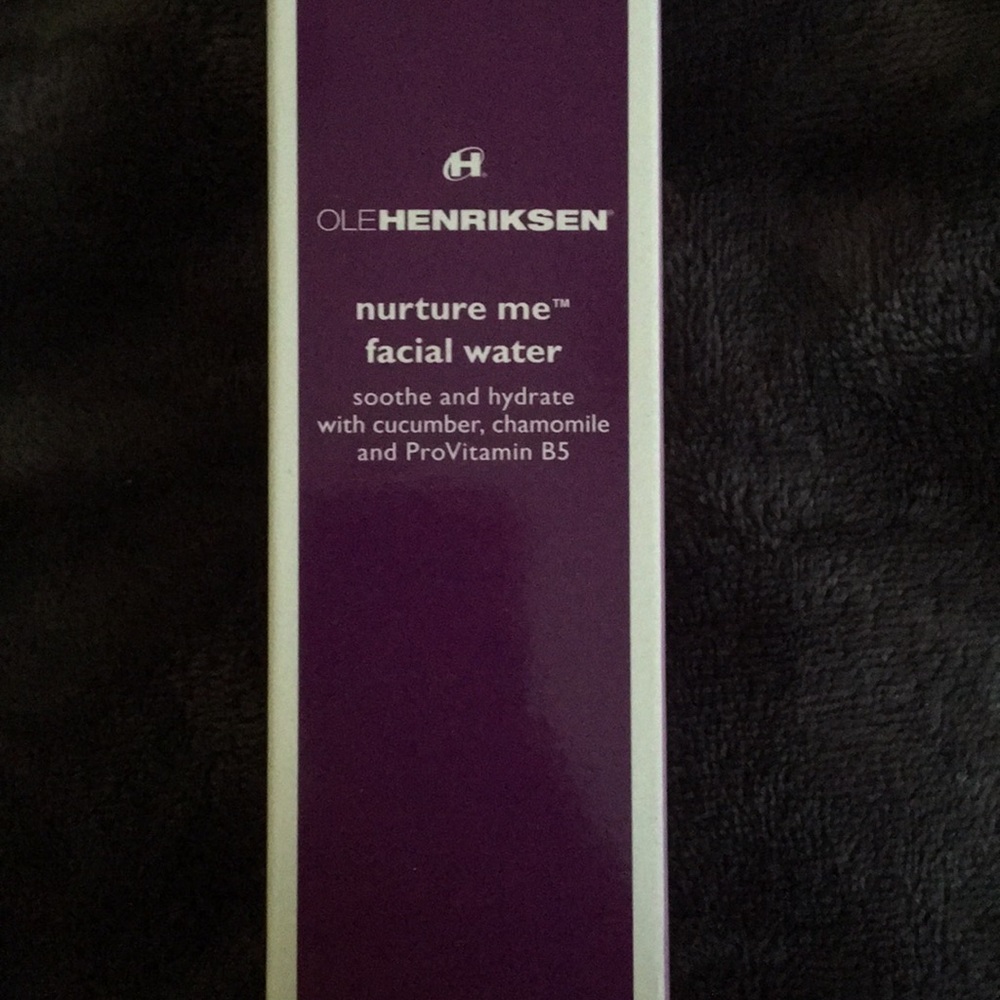 H
OLEHENRIKSEN®
nurture me™
facial water
soothe and hydrate
with cucumber, chamomile
and ProVitamin B5